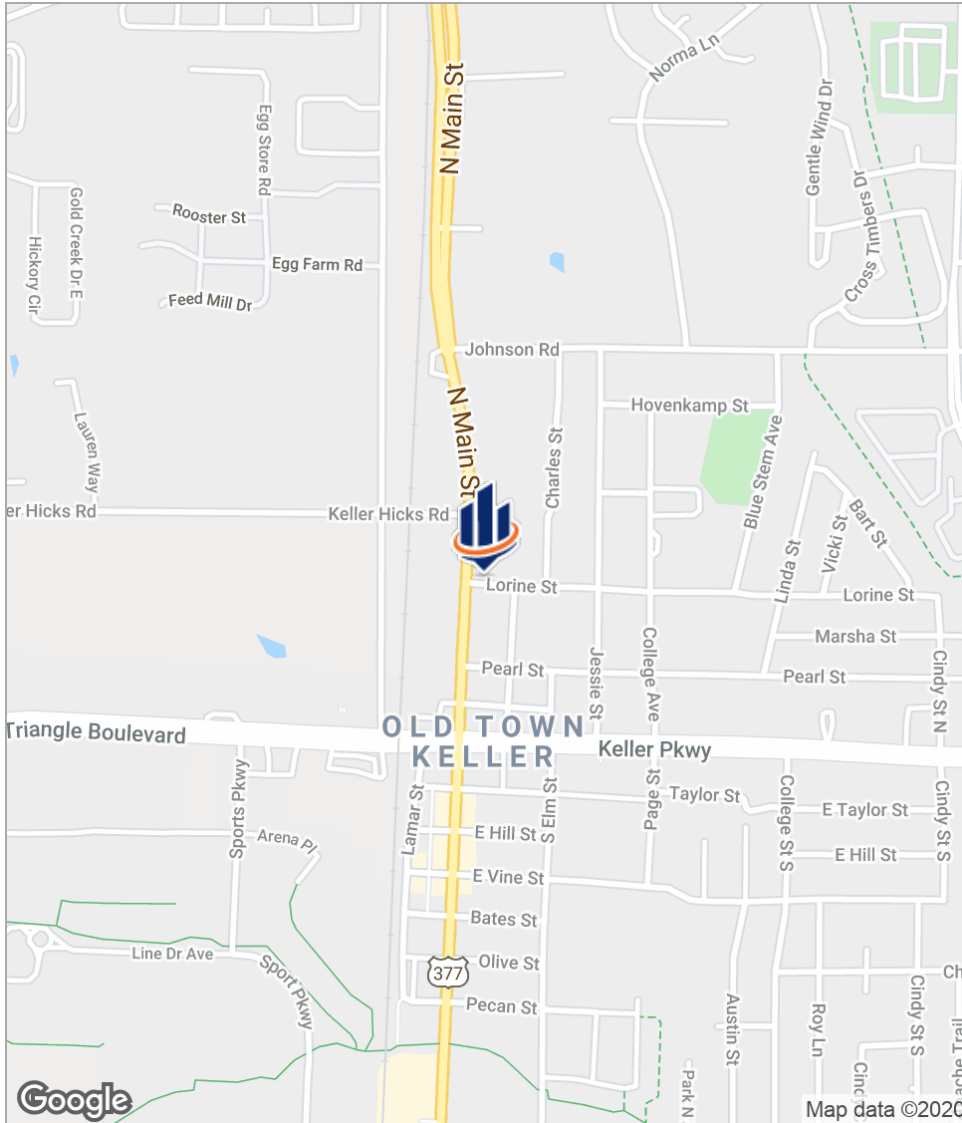 N Main St
Norma Ln
Gentle Wind Dr
Egg Store Rd
Cross Timbers Dr
Gold Creek Dr E
Rooster St
Hickory Cir
Egg Farm Rd
Feed Mill Dr
Johnson Rd
N Main St
Hovenkamp St
Lauren Way
Charles St
Blue Stem Ave
er Hicks Rd
Keller Hicks Rd
Bart St
Vicki St
Linda St
Lorine St
Lorine St
Marsha St
Jessie St
College Ave
Pearl St
Pearl St
Cindy St N
Triangle Boulevard
OLD TOWN
KELLER
Keller Pkwy
Sports Pkwy
Lamar St
S Elm St
Page St
Taylor St
College St S
E Taylor St
Cindy St S
Arena Pl
E Hill St
E Hill St
E Vine St
Bates St
Line Dr Ave
Olive St
377
Sport Pkwy
Pecan St
Austin St
Roy Ln
Cindy St S
Ch
ache Trail
Park N
Cind
Google
Map data ©2020